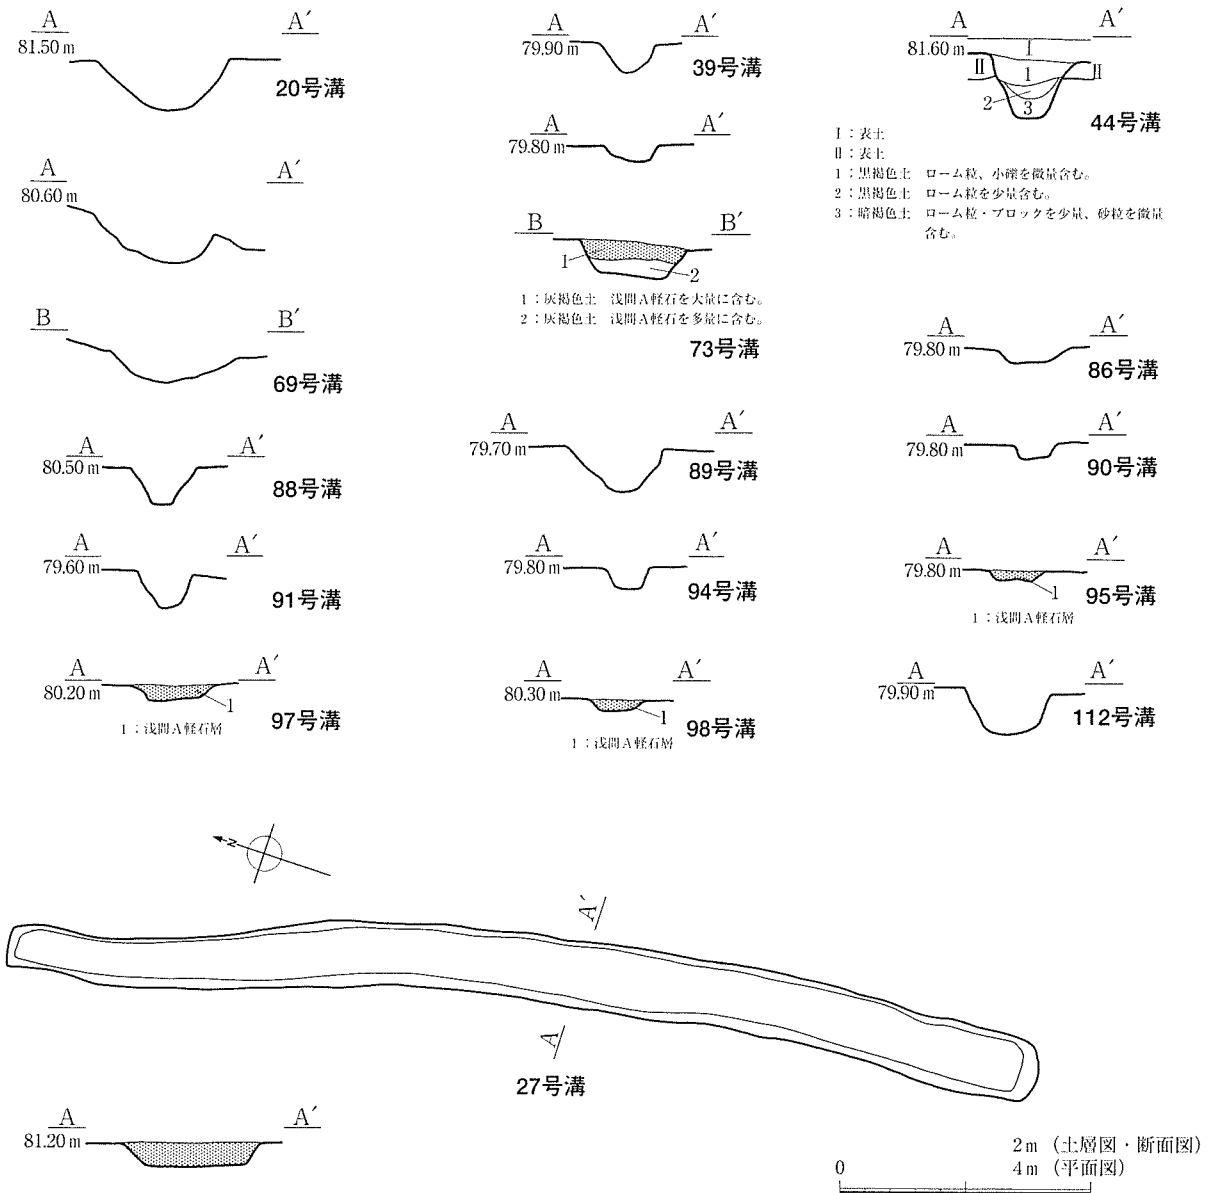 A A′
81.50 m
20号溝
A A′
79.90 m
39号溝
A A′
81.60 m
I
II
II
1
2
3
44号溝
I：表土
II：表土
1：黒褐色土 ローム粒、小礫を微量含む。
2：黒褐色土 ローム粒を少量含む。
3：暗褐色土 ローム粒・ブロックを少量、砂粒を微量
含む。
A A′
80.60 m
B B′
69号溝
A A′
79.80 m
B B′
1
2
1：灰褐色土 浅間A軽石を大量に含む。
2：灰褐色土 浅間A軽石を多量に含む。
73号溝
A A′
79.80 m
86号溝
A A′
80.50 m
88号溝
A A′
79.70 m
89号溝
A A′
79.80 m
90号溝
A A′
79.60 m
91号溝
A A′
79.80 m
94号溝
A A′
79.80 m
1
95号溝
1：浅間A軽石層
A A′
80.20 m
1
97号溝
1：浅間A軽石層
A A′
80.30 m
1
98号溝
1：浅間A軽石層
A A′
79.90 m
112号溝
N
A′
A
27号溝
A A′
81.20 m
2m（土層図・断面図）
0 4m（平面図）